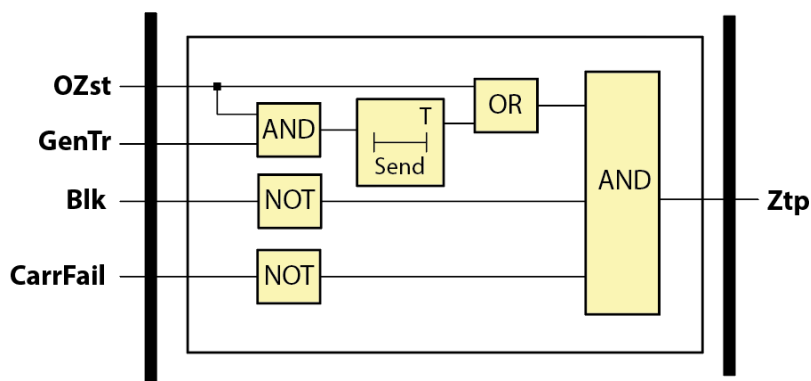 OZst
GenTr
Blk
CarrFail
AND
T
Send
OR
NOT
NOT
AND
Ztp